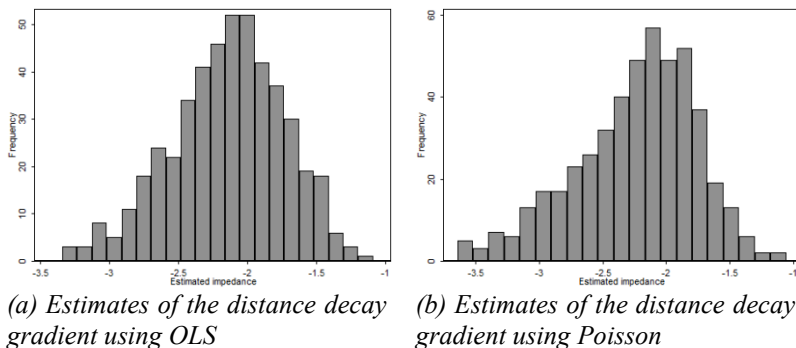 50
40
30
20
10
0
Frequency
-3.5 -3 -2.5 -2 -1.5 -1
Estimated impedance
(a) Estimates of the distance decay
gradient using OLS
60
40
20
0
Frequency
-3.5 -3 -2.5 -2 -1.5 -1
Estimated impedance
(b) Estimates of the distance decay
gradient using Poisson